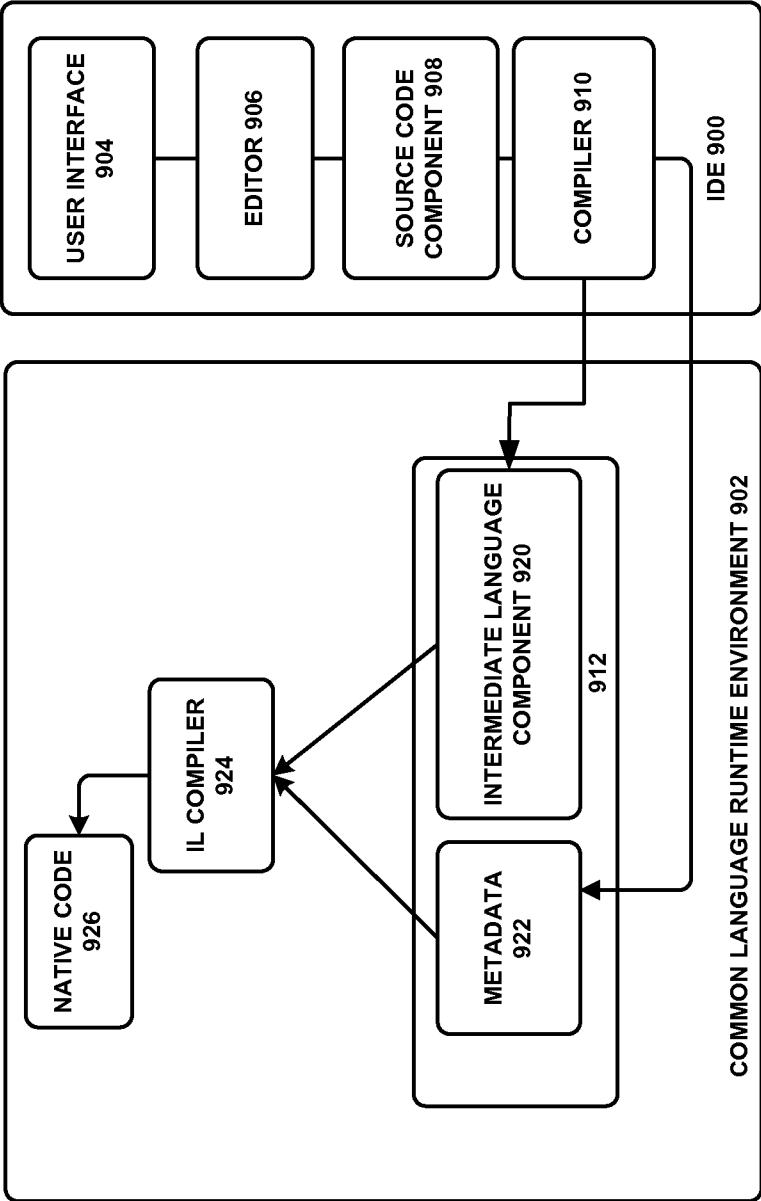 USER INTERFACE
904
EDITOR 906
SOURCE CODE
COMPONENT 908
COMPILER 910
IDE 900
NATIVE CODE
926
IL COMPILER
924
METADATA
922
INTERMEDIATE LANGUAGE
COMPONENT 920
912
COMMON LANGUAGE RUNTIME ENVIRONMENT 902